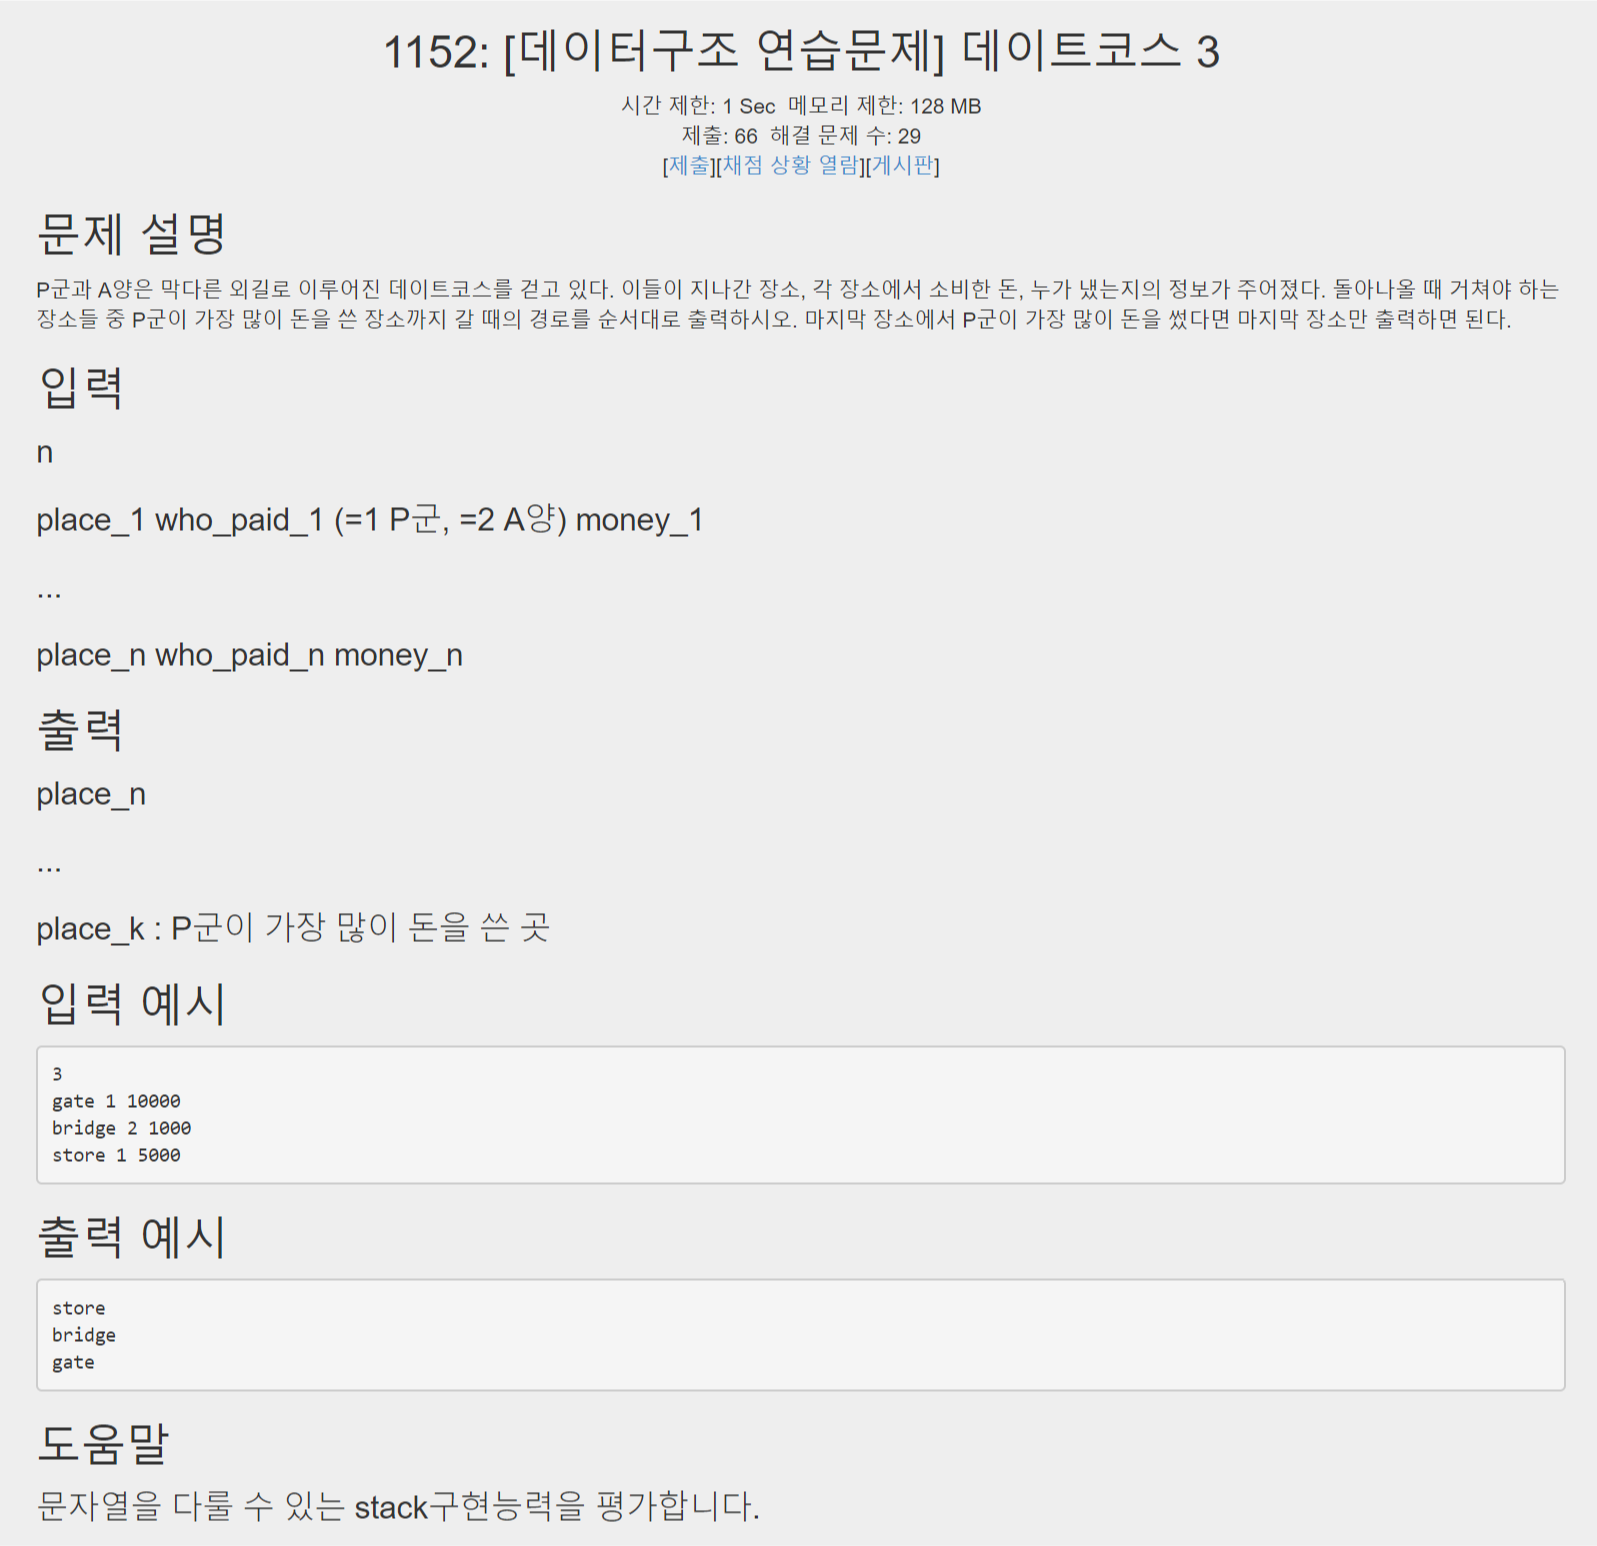 1152: [데이터구조 연습문제] 데이트코스 3
시간 제한: 1 Sec 메모리 제한: 128 MB
제출: 66 해결 문제 수: 29
[제출][채점 상황 열람][게시판]
문제 설명
P군과 A양은 막다른 외길로 이루어진 데이트코스를 걷고 있다. 이들이 지나간 장소, 각 장소에서 소비한 돈, 누가 냈는지의 정보가 주어졌다. 돌아나올 때 거쳐야 하는
장소들 중 P군이 가장 많이 돈을 쓴 장소까지 갈 때의 경로를 순서대로 출력하시오. 마지막 장소에서 P군이 가장 많이 돈을 썼다면 마지막 장소만 출력하면 된다.
입력
n
place_1 who_paid_1 (=1 P군, =2 A양) money_1
...
place_n who_paid_n money_n
출력
place_n
...
place_k : P군이 가장 많이 돈을 쓴 곳
입력 예시
3
gate 1 10000
bridge 2 1000
store 1 5000
출력 예시
store
bridge
gate
도움말
문자열을 다룰 수 있는 stack구현능력을 평가합니다.